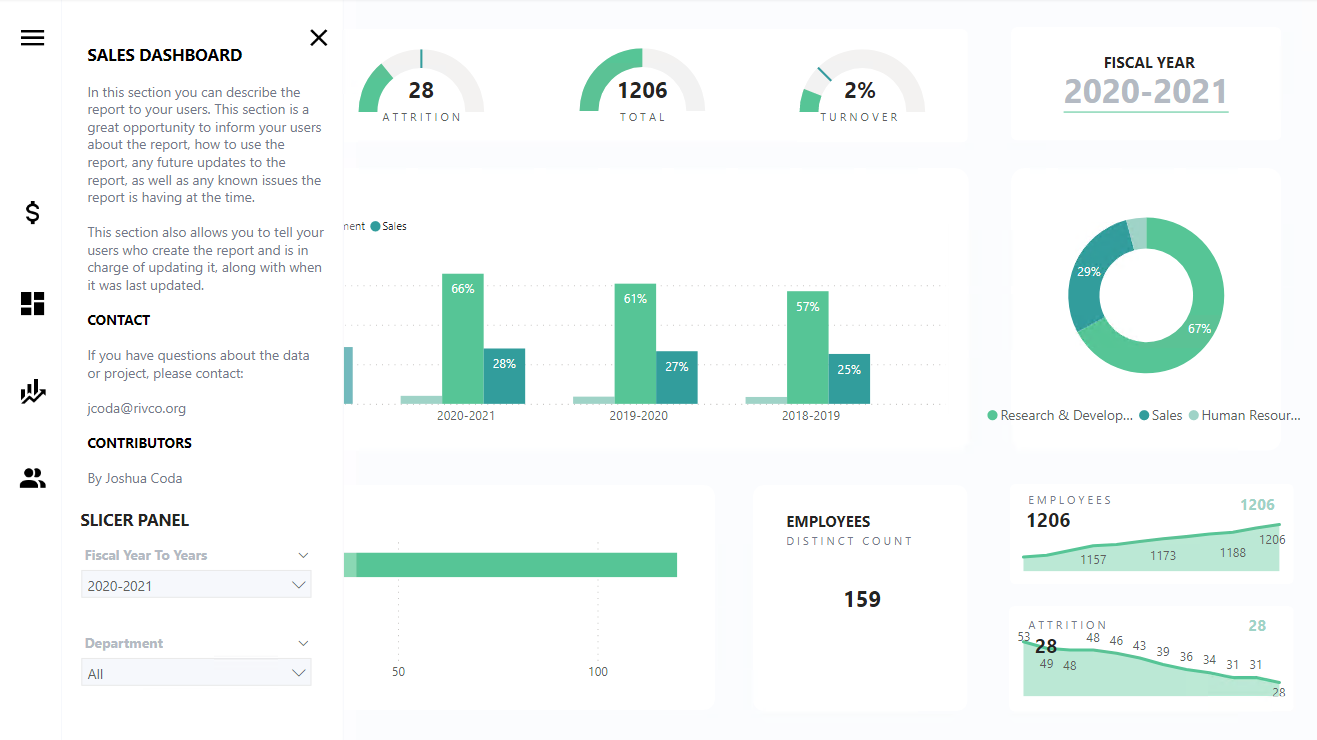 SALES DASHBOARD
In this section you can describe the
report to your users. This section is a
great opportunity to inform your users
about the report, how to use the
report, any future updates to the
report, as well as any known issues the
report is having at the time.
This section also allows you to tell your
users who create the report and is in
charge of updating it, along with when
it was last updated.
CONTACT
If you have questions about the data
or project, please contact:
jcoda@rivco.org
CONTRIBUTORS
By Joshua Coda
SLICER PANEL
Fiscal Year To Years
2020-2021
Department
All
28
ATTRITION
1206
TOTAL
2%
TURNOVER
FISCAL YEAR
2020-2021
ment Sales
66%
28%
61%
27%
57%
25%
2020-2021 2019-2020 2018-2019
29%
67%
Research & Develop... Sales Human Resour...
50 100
EMPLOYEES
DISTINCT COUNT
159
EMPLOYEES
1206
1206
1157 1173 1188 1206
ATTRITION
28
28
53 49 48 48 46 43 39 36 34 31 31 28